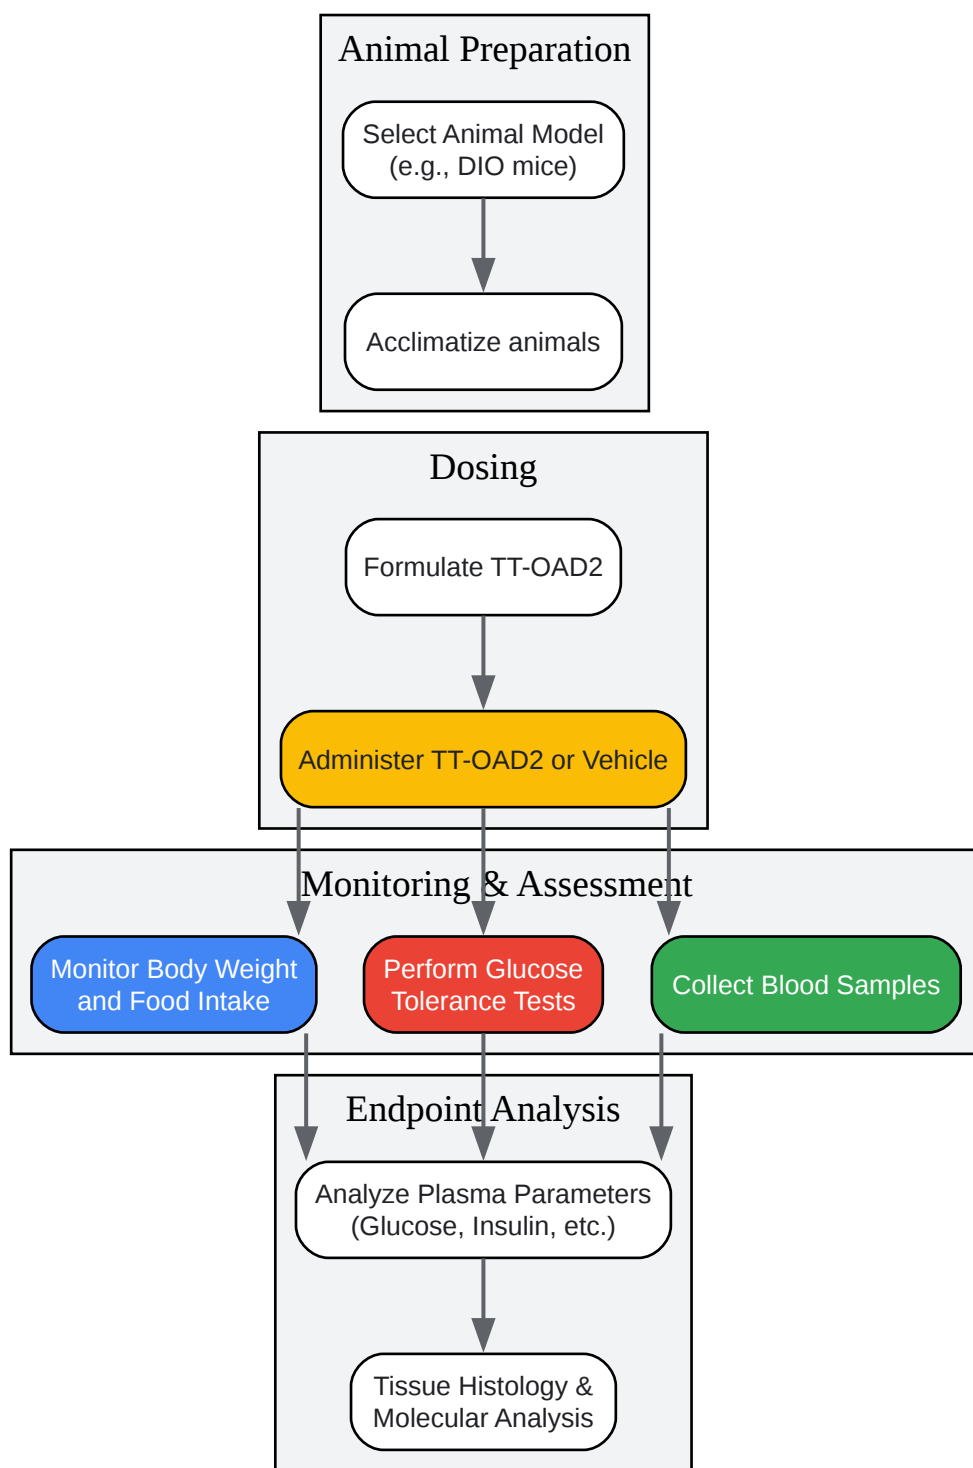 Animal Preparation
Select Animal Model
(e.g., DIO mice)
Acclimatize animals
Dosing
Formulate TT-OAD2
Administer TT-OAD2 or Vehicle
Monitoring & Assessment
Monitor Body Weight
and Food Intake
Perform Glucose
Tolerance Tests
Collect Blood Samples
Endpoint Analysis
Analyze Plasma Parameters
(Glucose, Insulin, etc.)
Tissue Histology &
Molecular Analysis